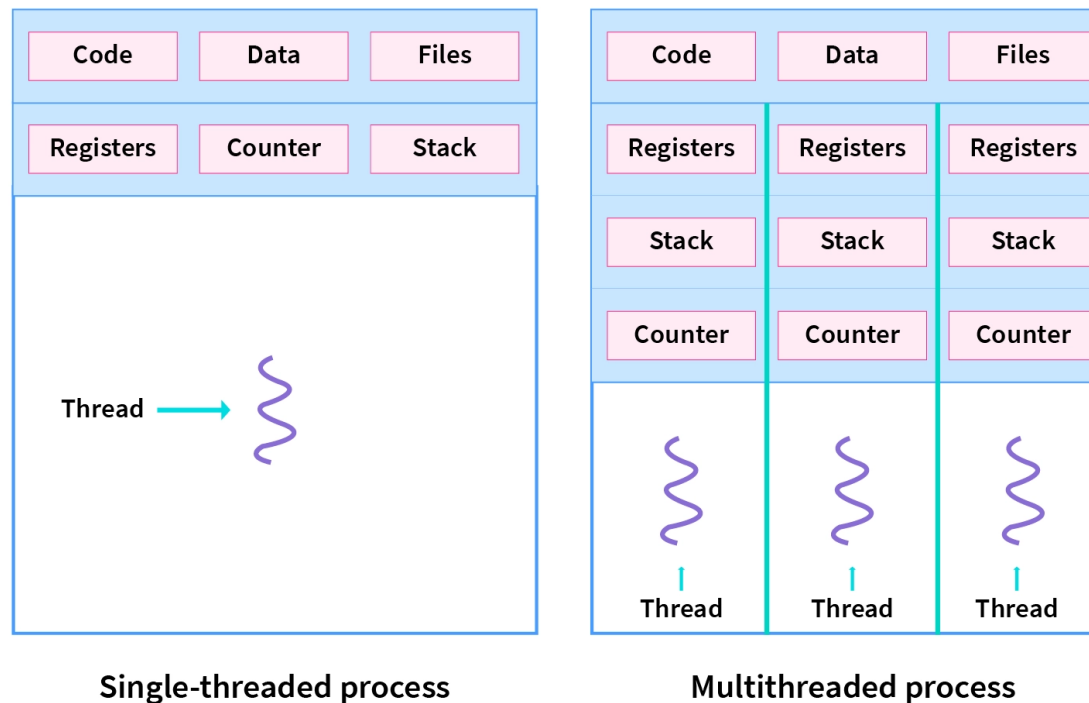 Code Data Files
Registers Counter Stack
Thread
Single-threaded process
Code Data Files
Registers Registers Registers
Stack Stack Stack
Counter Counter Counter
Thread Thread Thread
Multithreaded process